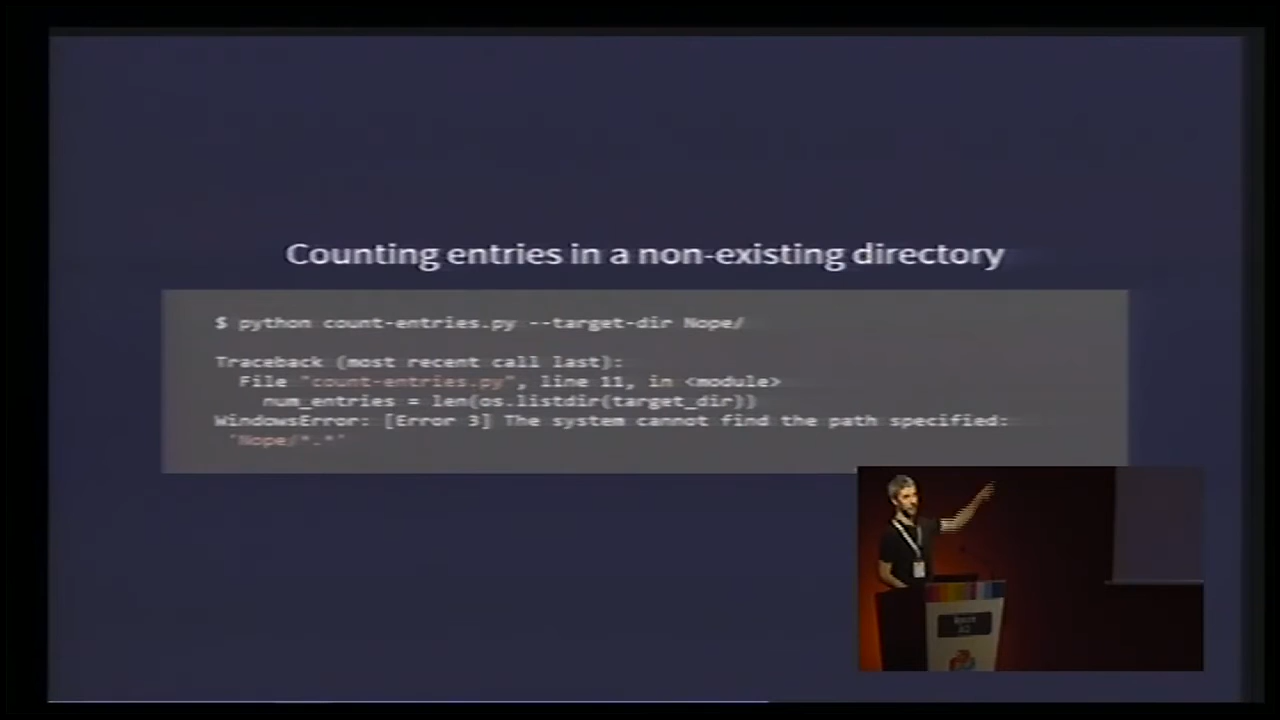 Counting entries in a non-existing directory
$ python count-entries.py --target-dir Nope/
Traceback (most recent call last):
File "count-entries.py", line 11, in <module>
num_entries = len(os.listdir(target_dir))
WindowsError: [Error 3] The system cannot find the path specified:
'Nope/*.*'